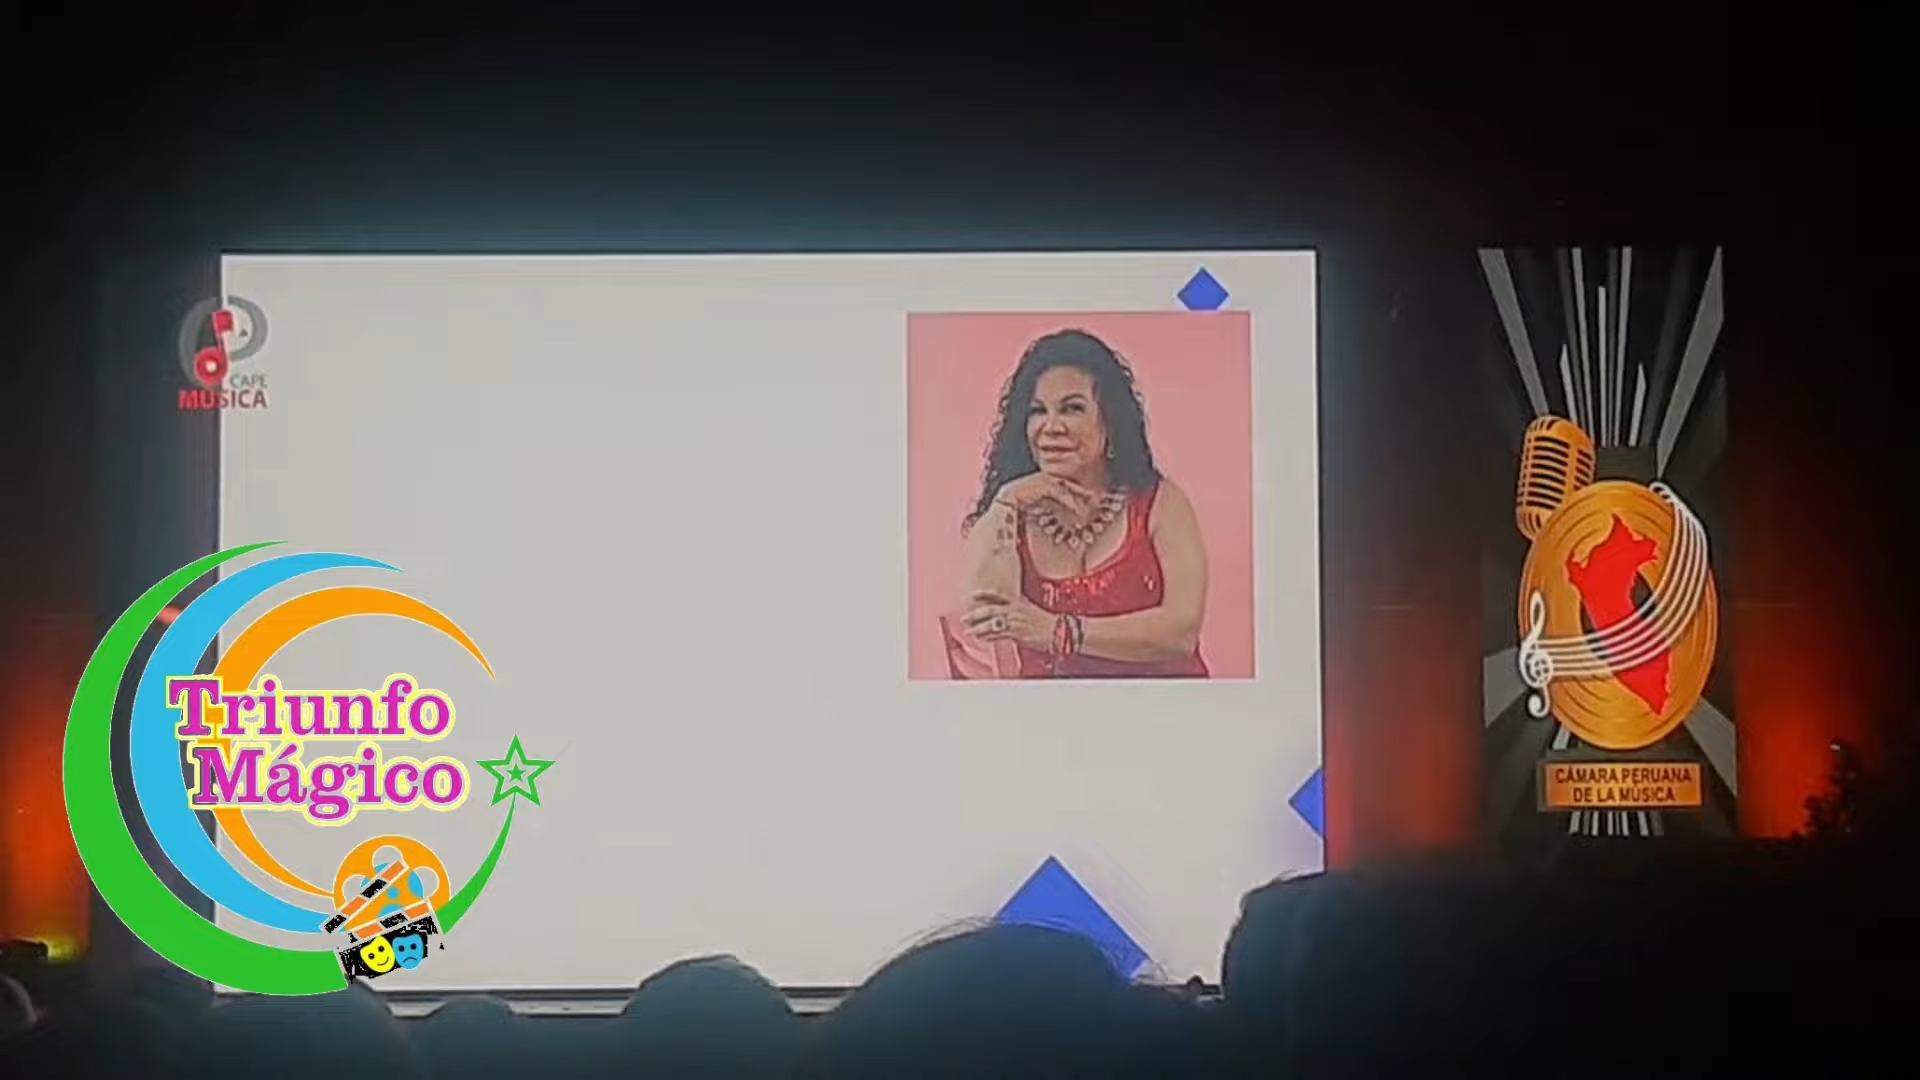 CAPE
MUSICA
Triunfo
Mágico
CÁMARA PERUANA
DE LA MÚSICA